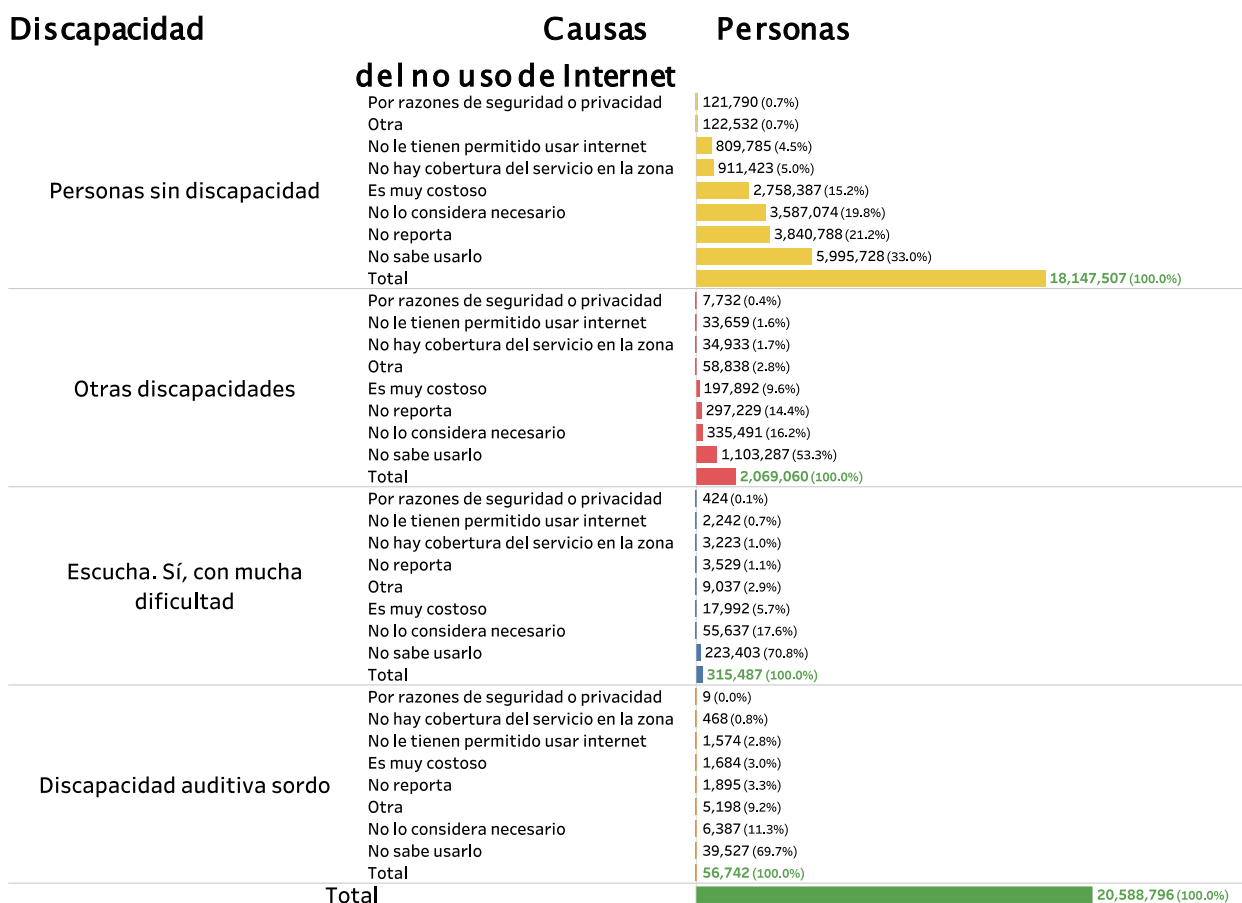 Discapacidad Causas Personas
del no uso de Internet
Por razones de seguridad o privacidad 121,790 (0.7%)
Otra 122,532 (0.7%)
No le tienen permitido usar internet 809,785 (4.5%)
No hay cobertura del servicio en la zona 911,423 (5.0%)
Personas sin discapacidad Es muy costoso 2,758,387 (15.2%)
No lo considera necesario 3,587,074 (19.8%)
No reporta 3,840,788 (21.2%)
No sabe usarlo 5,995,728 (33.0%)
Total 18,147,507 (100.0%)
Por razones de seguridad o privacidad 7,732 (0.4%)
No le tienen permitido usar internet 33,659 (1.6%)
No hay cobertura del servicio en la zona 34,933 (1.7%)
Otra 58,838 (2.8%)
Otras discapacidades Es muy costoso 197,892 (9.6%)
No reporta 297,229 (14.4%)
No lo considera necesario 335,491 (16.2%)
No sabe usarlo 1,103,287 (53.3%)
Total 2,069,060 (100.0%)
Por razones de seguridad o privacidad 424 (0.1%)
No le tienen permitido usar internet 2,242 (0.7%)
No hay cobertura del servicio en la zona 3,223 (1.0%)
Escucha. Sí, con mucha No reporta 3,529 (1.1%)
dificultad Otra 9,037 (2.9%)
Es muy costoso 17,992 (5.7%)
No lo considera necesario 55,637 (17.6%)
No sabe usarlo 223,403 (70.8%)
Total 315,487 (100.0%)
Por razones de seguridad o privacidad 9 (0.0%)
No hay cobertura del servicio en la zona 468 (0.8%)
No le tienen permitido usar internet 1,574 (2.8%)
Es muy costoso 1,684 (3.0%)
Discapacidad auditiva sordo No reporta 1,895 (3.3%)
Otra 5,198 (9.2%)
No lo considera necesario 6,387 (11.3%)
No sabe usarlo 39,527 (69.7%)
Total 56,742 (100.0%)
Total 20,588,796 (100.0%)